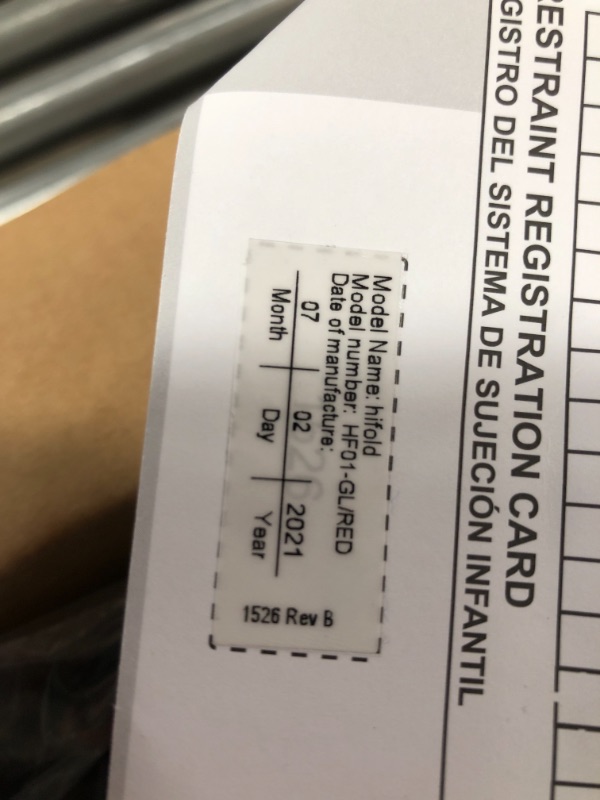 RESTRAINT REGISTRATION CARD
GISTRO DEL SISTEMA DE SUJECIÓN INFANTIL
Model Name: hifold
Model number: HF01-GL/RED
Date of manufacture:
07 02 2021
Month Day Year
1526 Rev B